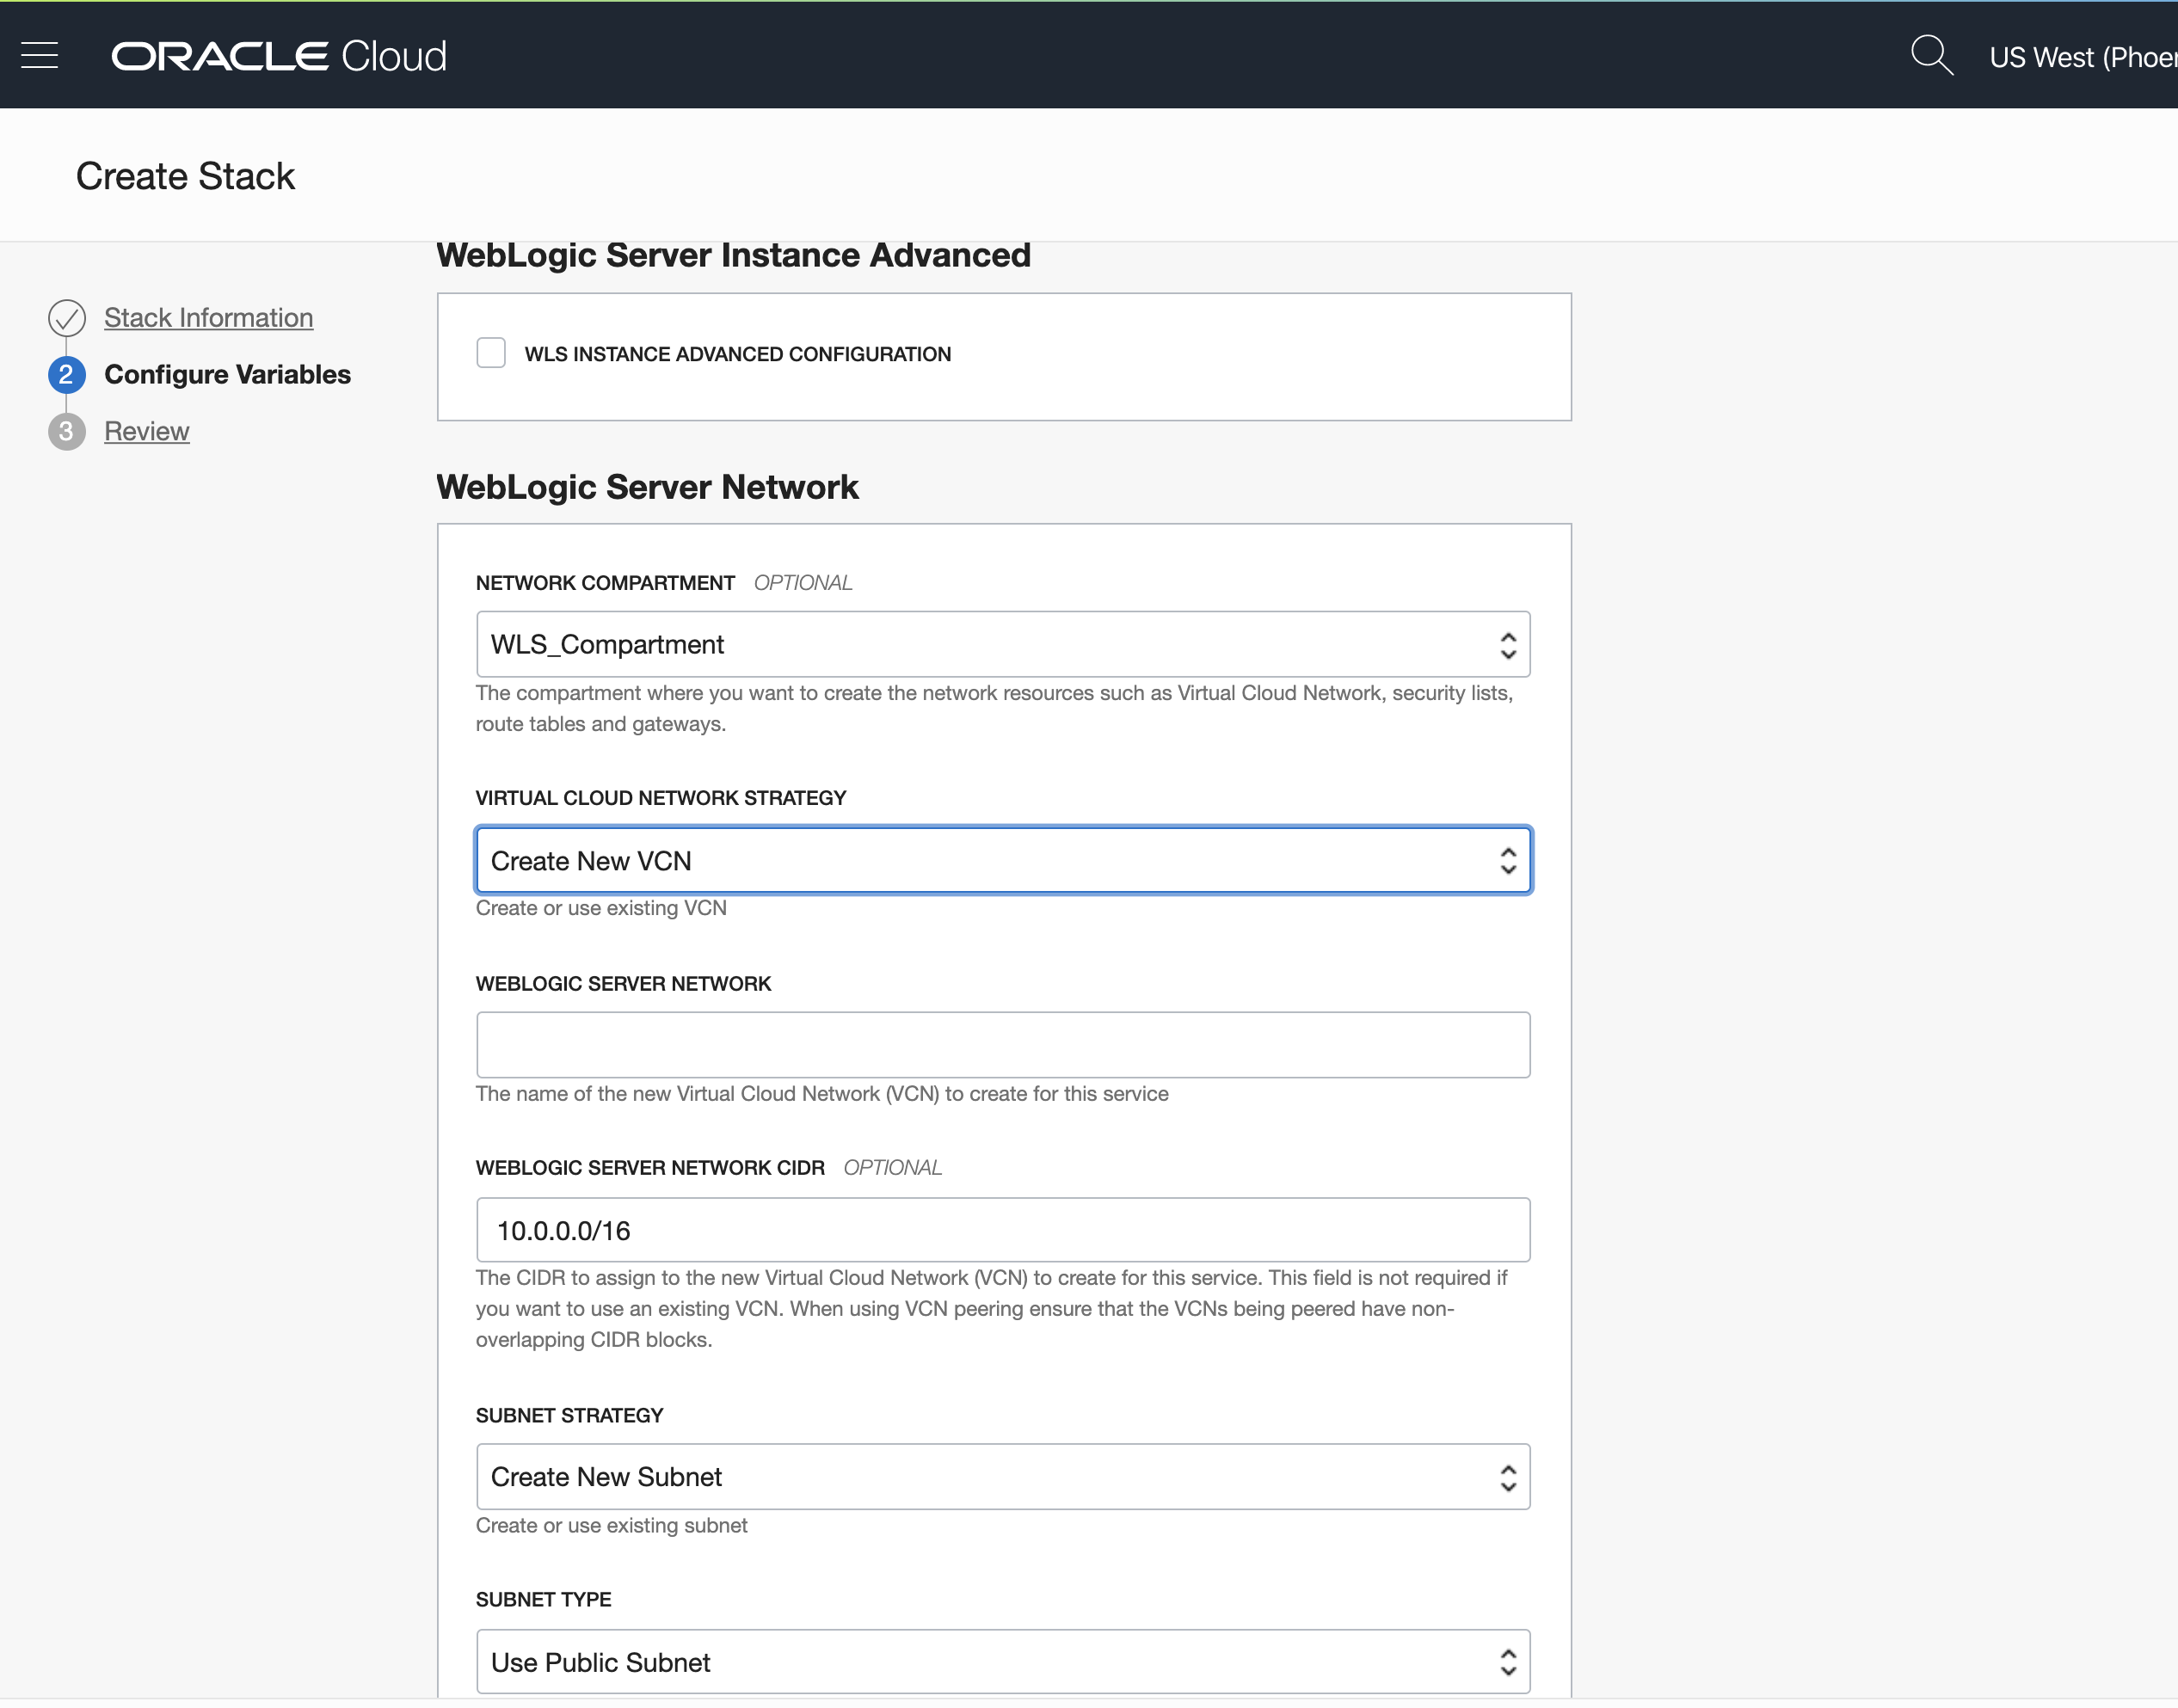 ORACLE Cloud
US West (Phoe
Create Stack
WebLogic Server Instance Advanced
Stack Information
2 Configure Variables
3 Review
WLS INSTANCE ADVANCED CONFIGURATION
WebLogic Server Network
NETWORK COMPARTMENT OPTIONAL
WLS_Compartment
The compartment where you want to create the network resources such as Virtual Cloud Network, security lists,
route tables and gateways.
VIRTUAL CLOUD NETWORK STRATEGY
Create New VCN
Create or use existing VCN
WEBLOGIC SERVER NETWORK
The name of the new Virtual Cloud Network (VCN) to create for this service
WEBLOGIC SERVER NETWORK CIDR OPTIONAL
10.0.0.0/16
The CIDR to assign to the new Virtual Cloud Network (VCN) to create for this service. This field is not required if
you want to use an existing VCN. When using VCN peering ensure that the VCNs being peered have non-
overlapping CIDR blocks.
SUBNET STRATEGY
Create New Subnet
Create or use existing subnet
SUBNET TYPE
Use Public Subnet